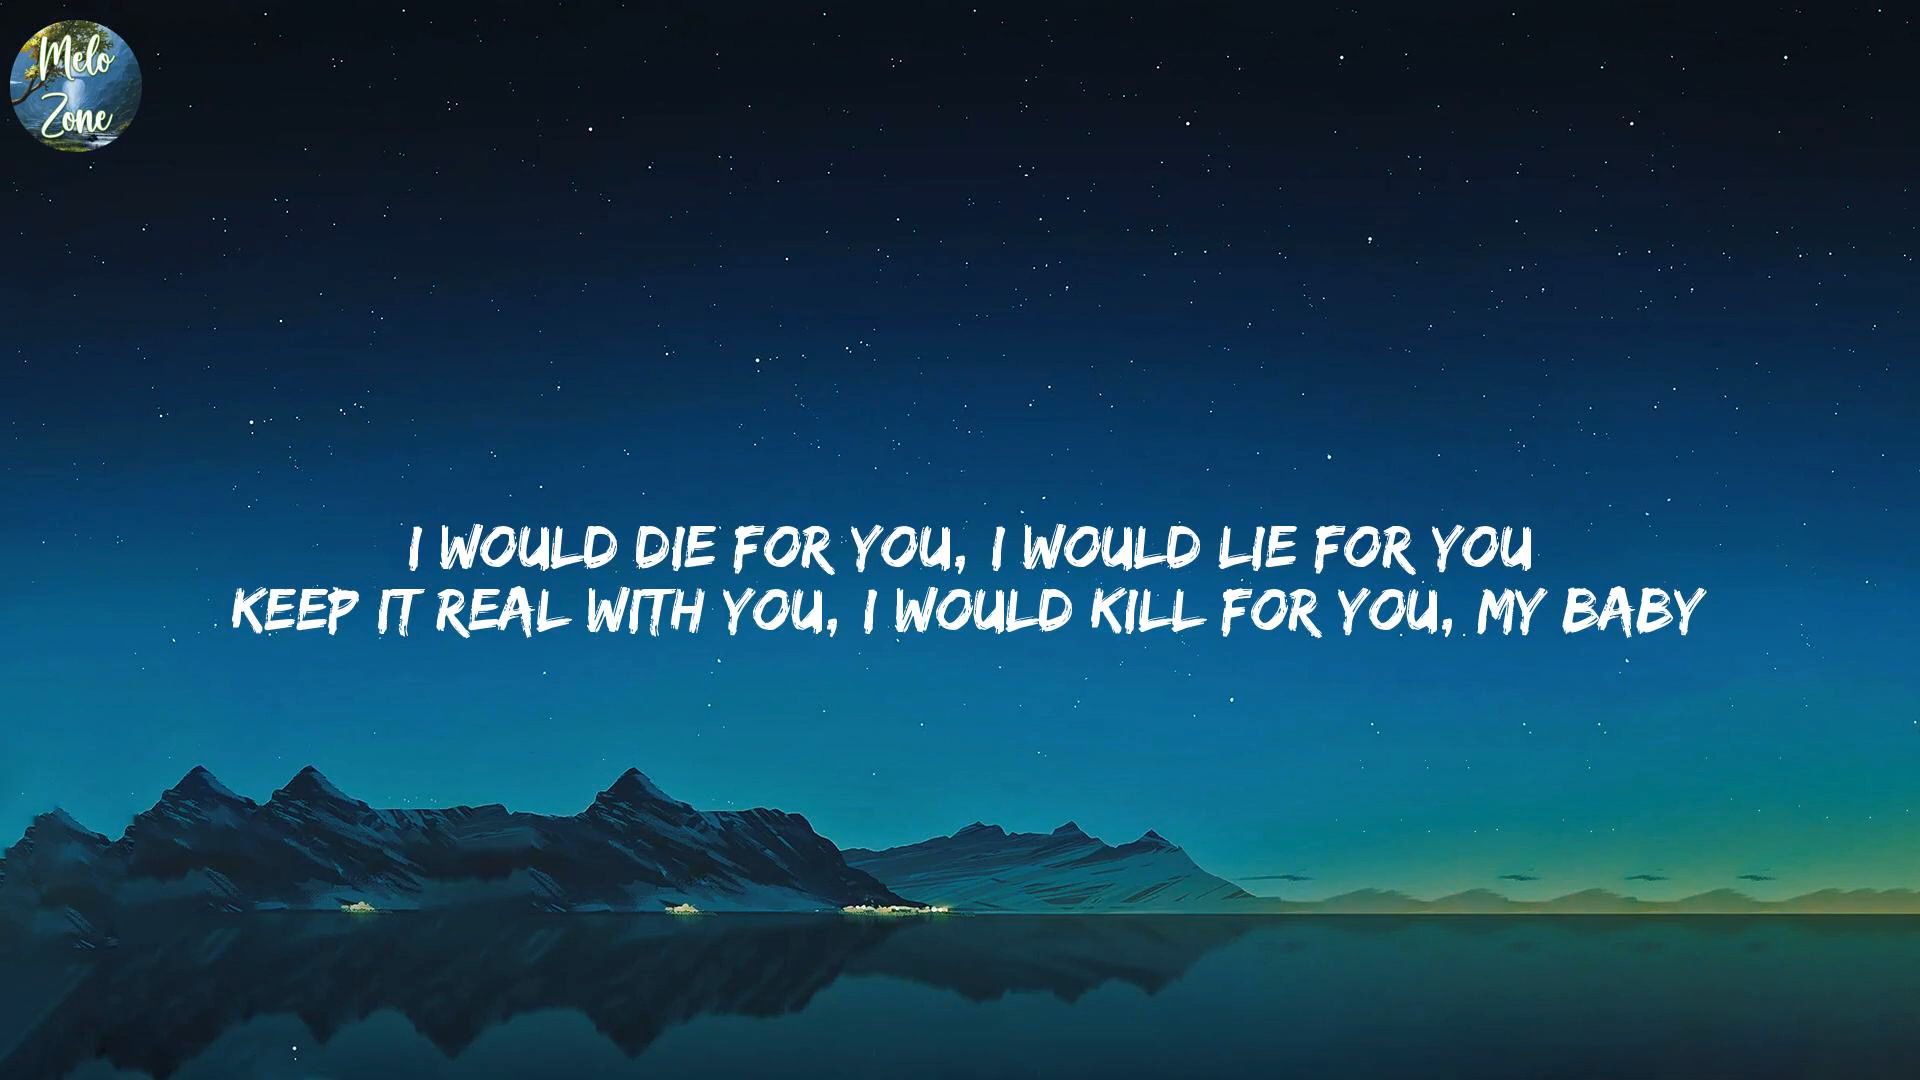 Melo
Zone
I WOULD DIE FOR YOU, I WOULD LIE FOR YOU
KEEP IT REAL WITH YOU, I WOULD KILL FOR YOU, MY BABY